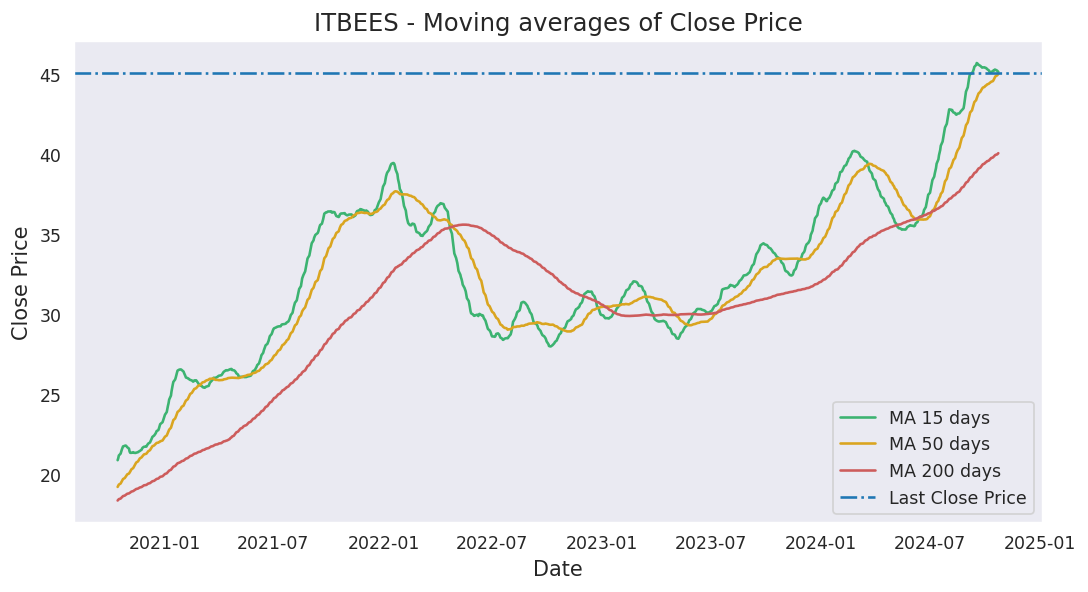 ITBEES - Moving averages of Close Price
Close Price
45
40
35
30
25
20
MA 15 days
MA 50 days
MA 200 days
Last Close Price
2021-01 2021-07 2022-01 2022-07 2023-01 2023-07 2024-01 2024-07 2025-01
Date